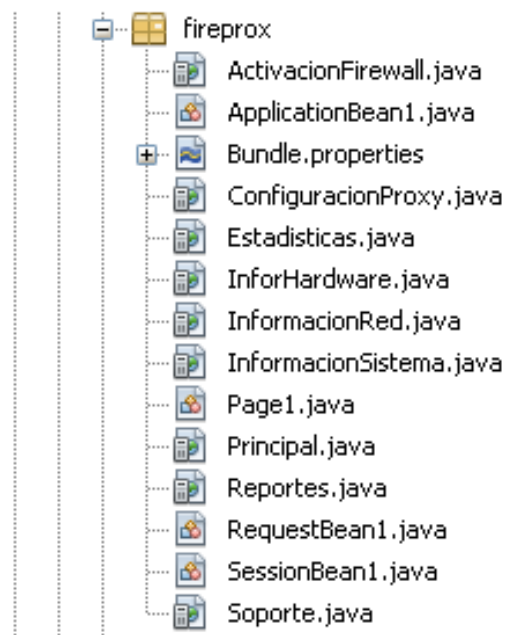 fireprox
ActivacionFirewall.java
ApplicationBean1.java
Bundle.properties
ConfiguracionProxy.java
Estadisticas.java
InforHardware.java
InformacionRed.java
InformacionSistema.java
Page1.java
Principal.java
Reportes.java
RequestBean1.java
SessionBean1.java
Soporte.java